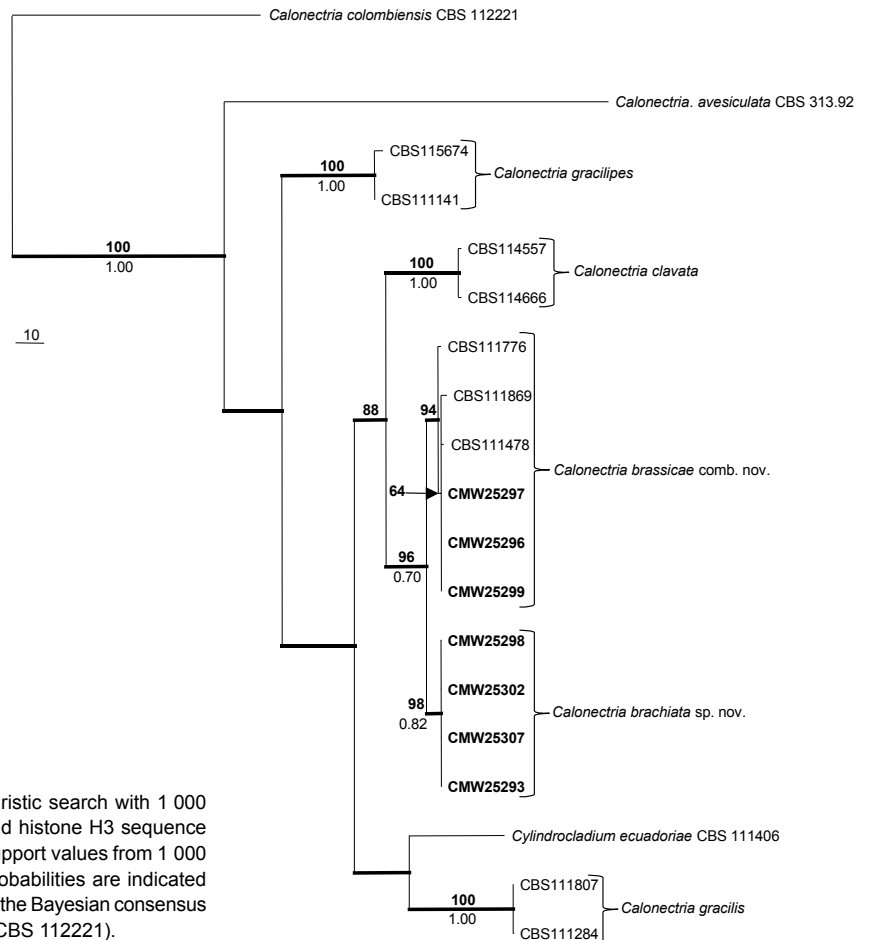 Calonectria colombiensis CBS 112221
Calonectria. avesiculata CBS 313.92
CBS115674
100
1.00
Calonectria gracilipes
CBS111141
100
1.00
CBS114557
100
1.00
Calonectria clavata
CBS114666
10
CBS111776
CBS111869
88
94
CBS111478
Calonectria brassicae comb. nov.
64
CMW25297
CMW25296
96
0.70
CMW25299
CMW25298
CMW25302
98
0.82
Calonectria brachiata sp. nov.
CMW25307
CMW25293
ristic search with 1 000
d histone H3 sequence
pport values from 1 000
obabilities are indicated
the Bayesian consensus
CBS 112221).
Cylindrocladium ecuadoriae CBS 111406
CBS111807
100
1.00
Calonectria gracilis
CBS111284